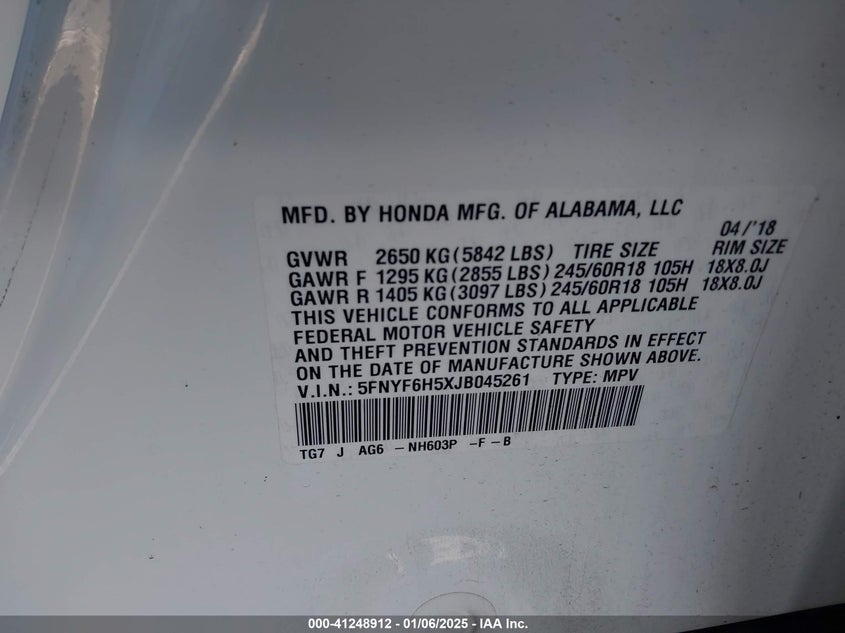 MFD. BY HONDA MFG. OF ALABAMA, LLC
04/'18
GVWR 2650 KG (5842 LBS) TIRE SIZE RIM SIZE
GAWR F 1295 KG (2855 LBS) 245/60R18 105H 18X8.0J
GAWR R 1405 KG (3097 LBS) 245/60R18 105H 18X8.0J
THIS VEHICLE CONFORMS TO ALL APPLICABLE
FEDERAL MOTOR VEHICLE SAFETY
AND THEFT PREVENTION STANDARDS IN EFFECT
ON THE DATE OF MANUFACTURE SHOWN ABOVE.
V.I.N.: 5FNYF6H5XJB045261 TYPE: MPV
TG7 J AG6 -NH603P -F-B
000-41248912 - 01/06/2025 - IAA Inc.